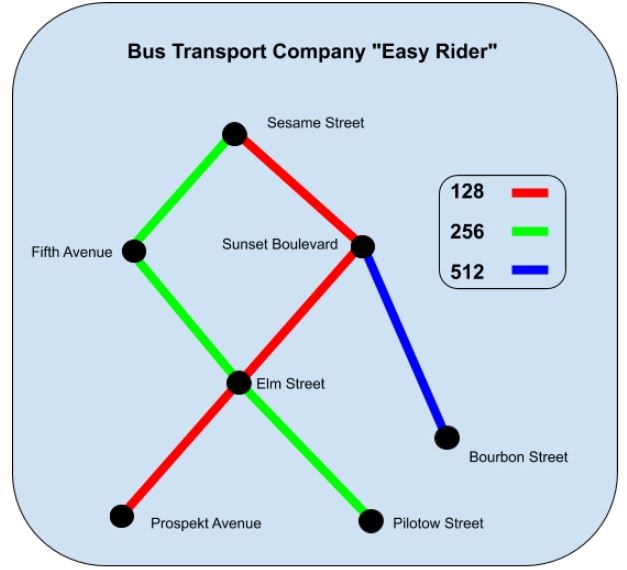 Bus Transport Company "Easy Rider"
Sesame Street
128
256
512
Fifth Avenue
Sunset Boulevard
Elm Street
Bourbon Street
Prospekt Avenue
Pilotow Street